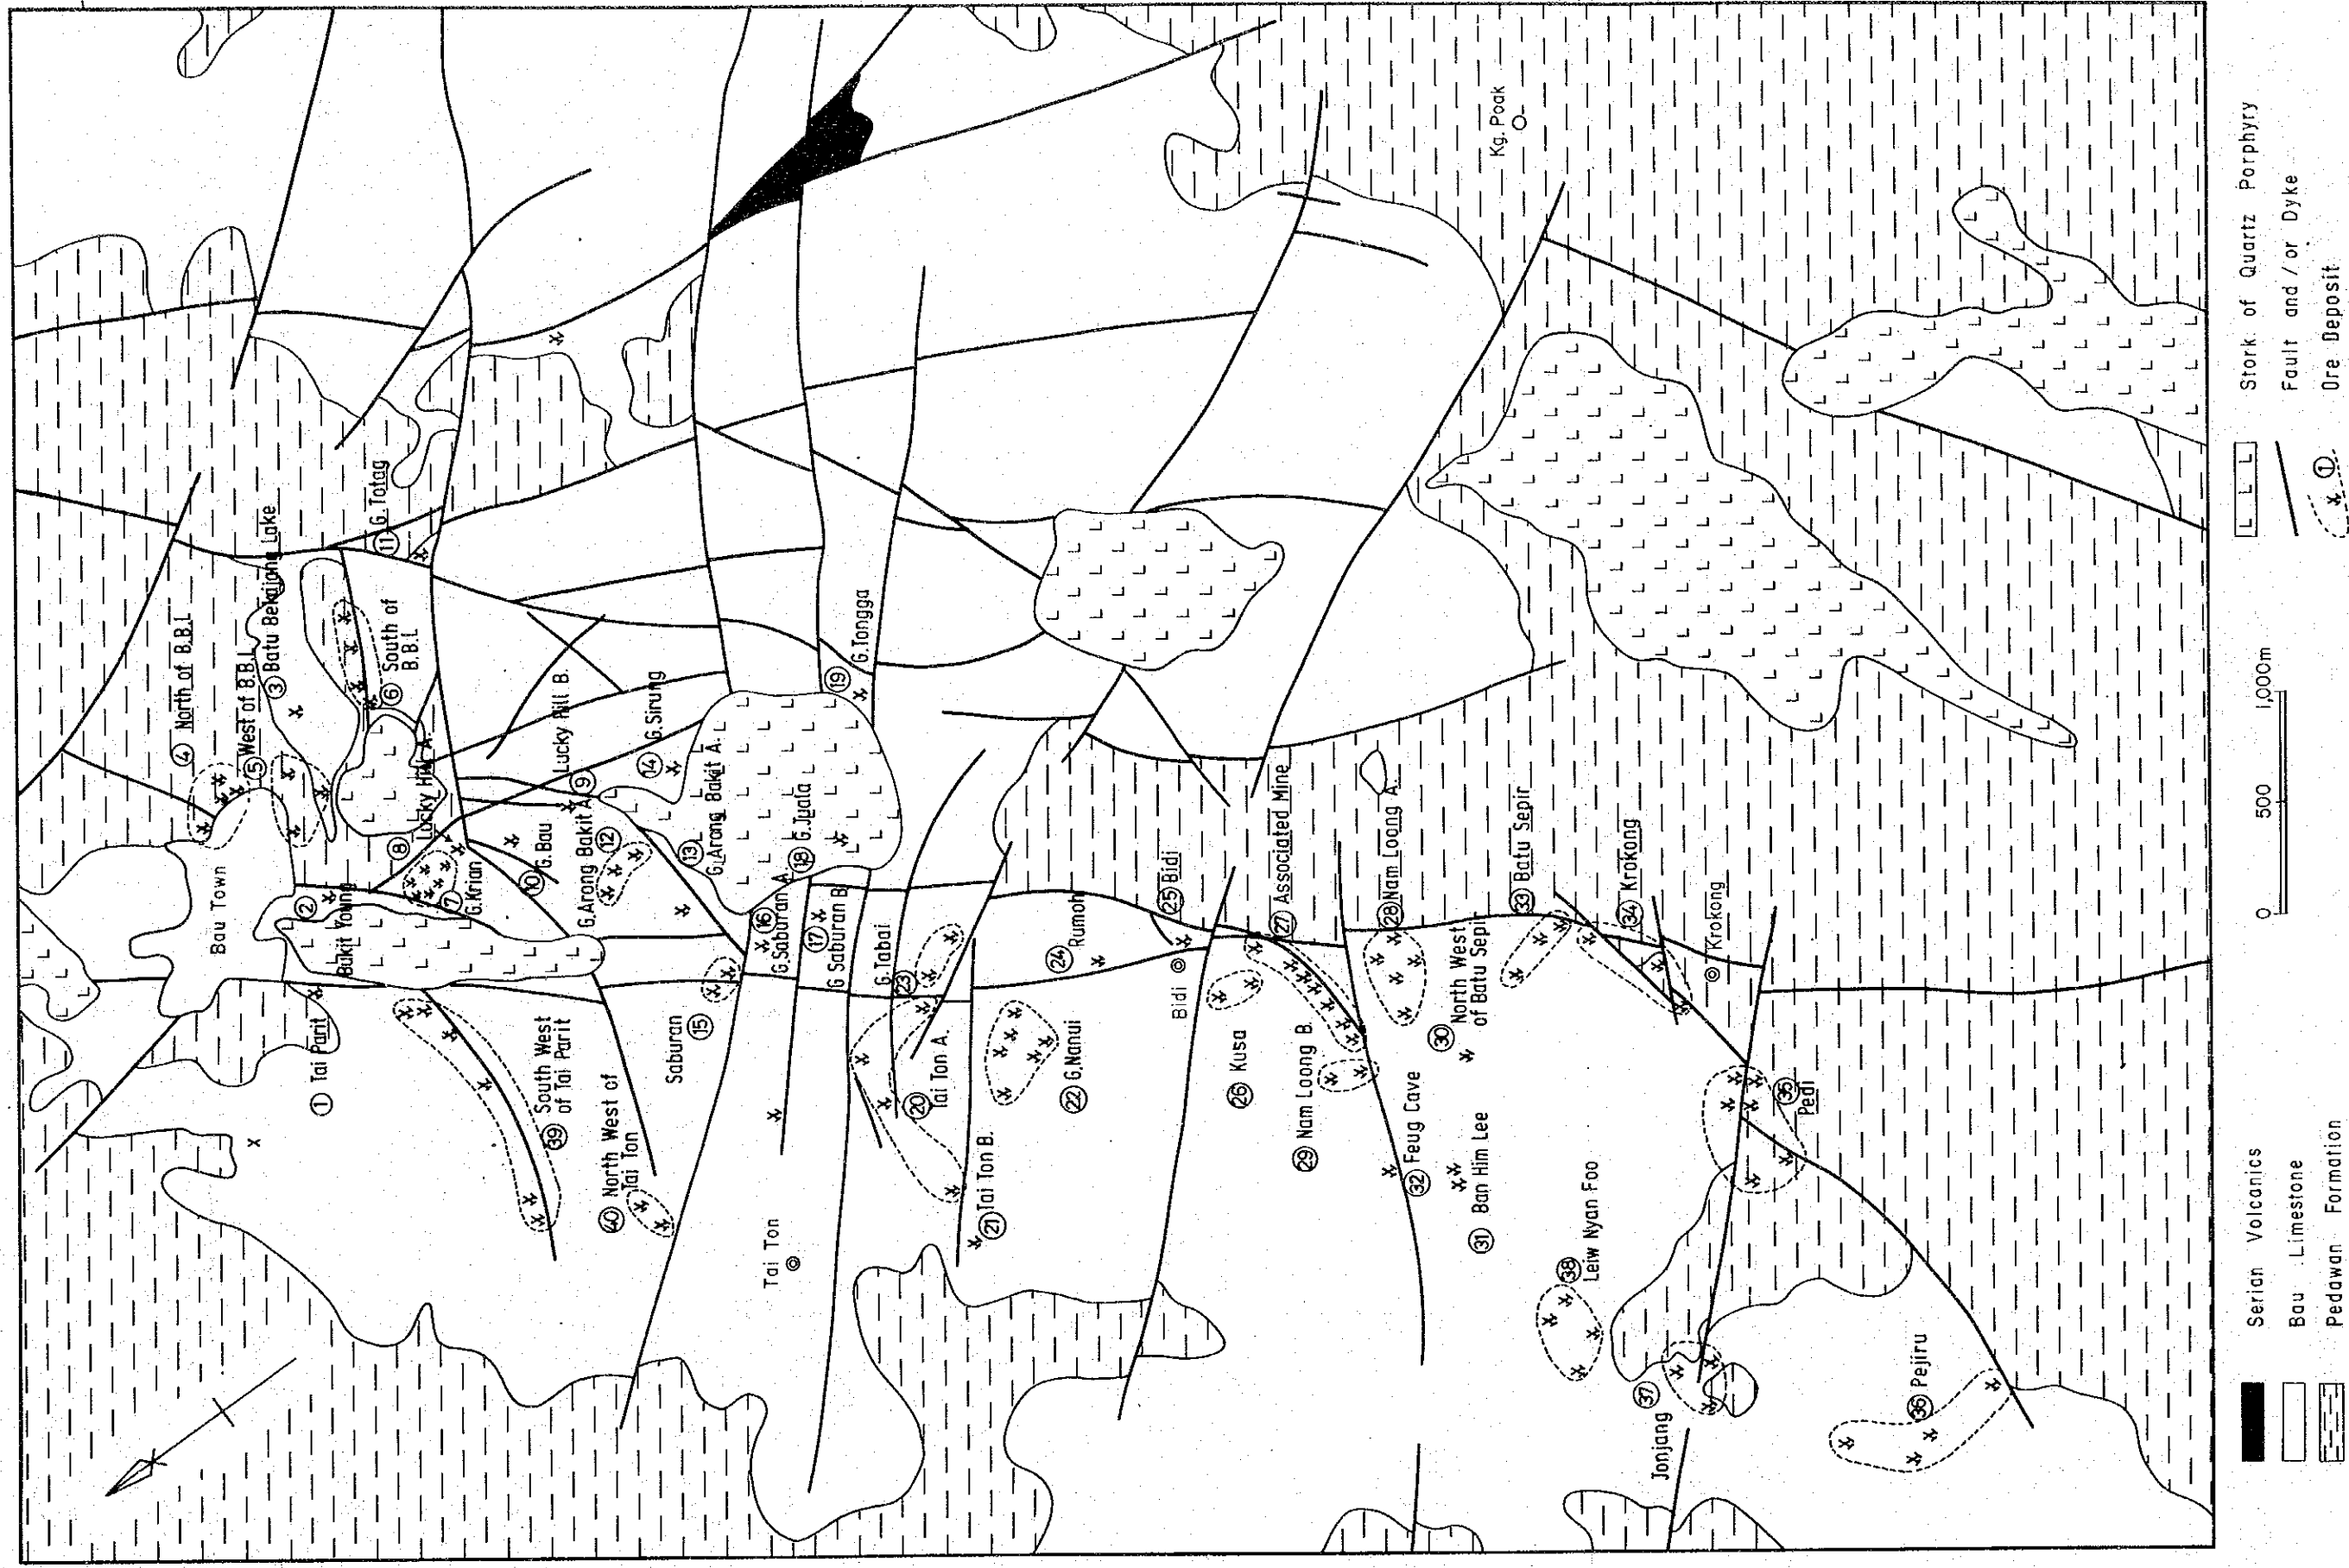 ① Tai Parit
②
Bukit Young
③ Batu Bekajang Lake
④ North of B.B.L
⑤ West of B.B.L
⑥ South of
B.B.L
⑦ G.Krian
⑧
Lucky Hill A.
⑨
Lucky Hill B.
⑩ G.Bau
⑪ G.Totag
⑫
G.Arong Bakit A.
⑬
G.Arong Bakit A.
⑭ G.Sirung
⑮
Saburan
⑯
G.Saburan A.
⑰
G Saburan B
⑱ G.Juala
⑲ G.Tongga
⑳
Tai Ton A.
㉑ Tai Ton B.
㉒ G.Nanui
㉓
G.Tabai
㉔ Rumoh
㉕ Bidi
㉖ Kusa
㉗ Associated Mine
㉘ Nam Loong A.
㉙ Nam Loong B.
㉚ North West
of Batu Sepir
㉛ Ban Him Lee
㉜ Feug Cave
㉝ Batu Sepir
㉞ Krokong
㉟
Pedi
㊱ Pejiru
㊲
Jonjang
㊳
Leiw Nyan Foo
㊴ South West
of Tai Parit
㊵ North West of
Tai Ton
Bau Town
Tai Ton
Bidi
Krokong
Kg. Poak
0 500 1,000m
Serian Volcanics
Bau Limestone
Pedawan Formation
Stork. of Quartz Porphyry
Fault and / or Dyke
① Ore Deposit